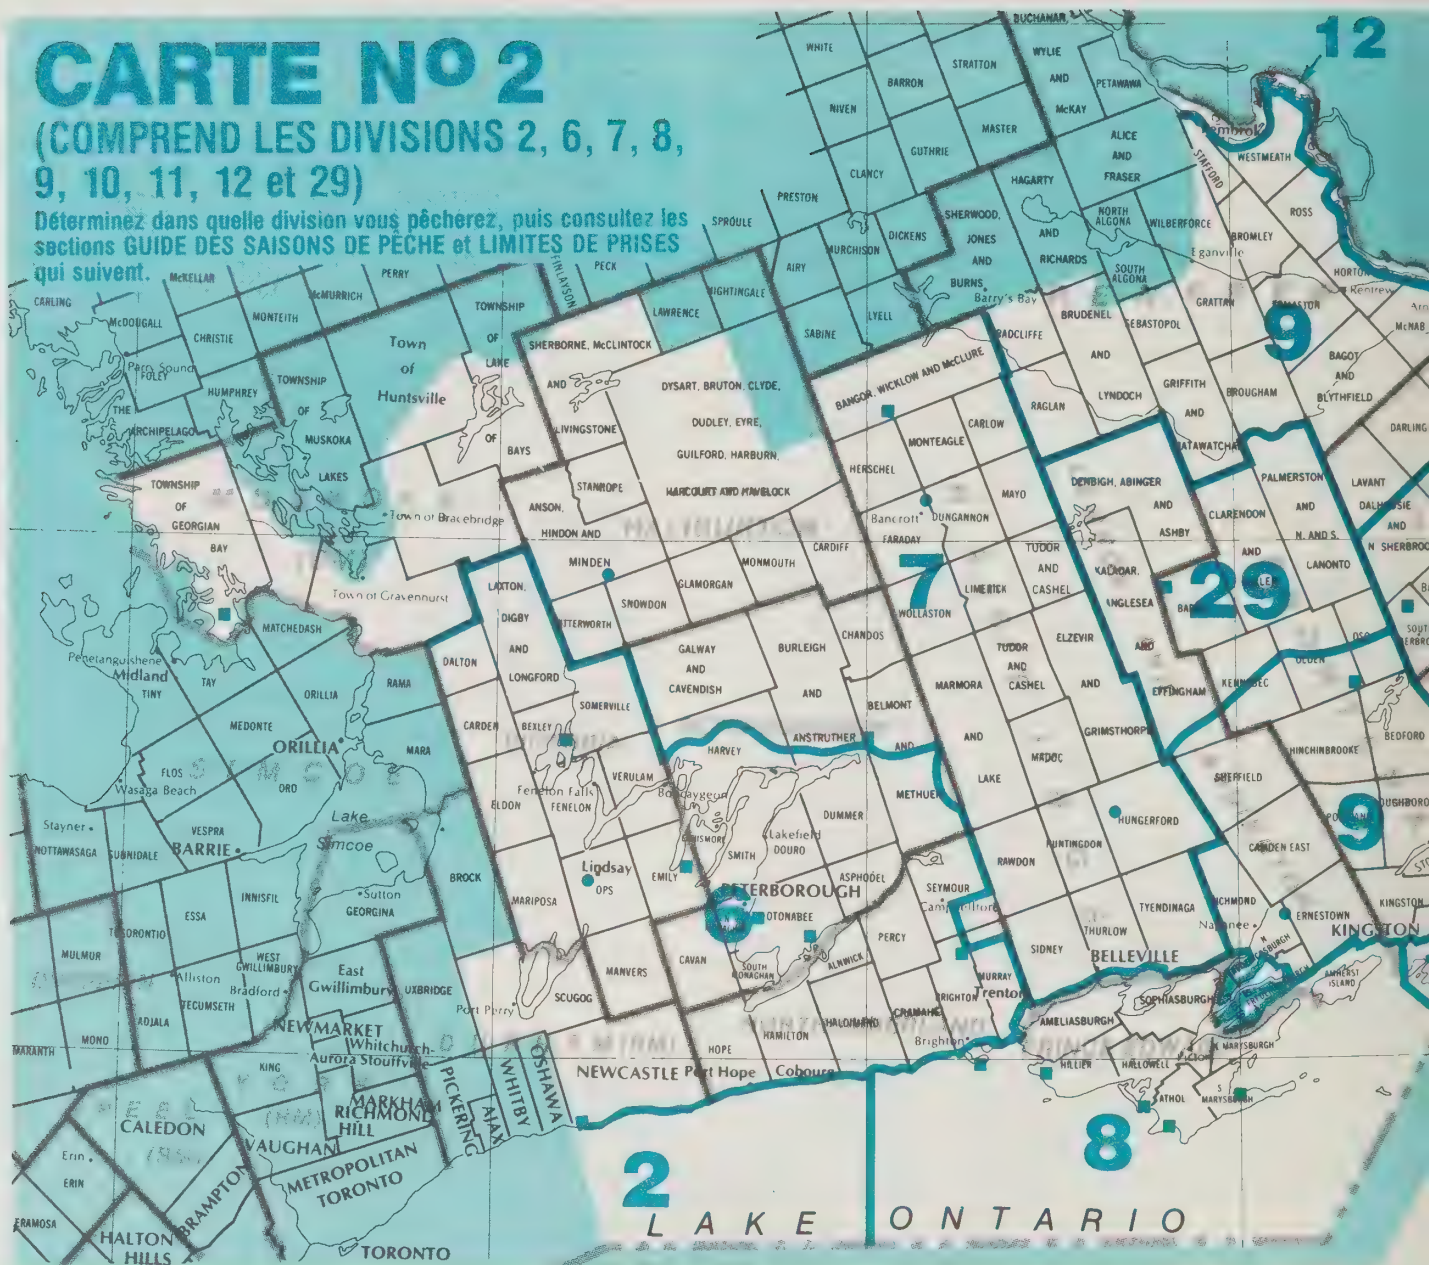 CARTE NO 2
(COMPREND LES DIVISIONS 2, 6, 7, 8,
9, 10, 11, 12 et 29)
Déterminez dans quelle division vous pêcherez, puis consultez les
sections GUIDE DES SAISONS DE PÊCHE et LIMITES DE PRISES
qui suivent.
12
WHITE
BARRON
STRATTON
WYLIE
AND
McKAY
PETAWAWA
NIVEN
MASTER
ALICE
AND
FRASER
GUTHRIE
CLANCY
STAFFORD
WESTMEATH
PRESTON
HAGARTY
AND
RICHARDS
SPROULE
MURCHISON
DICKENS
SHERWOOD,
JONES
AND
BURNS
NORTH
ALGONA
WILBERFORCE
ROSS
BROMLEY
Eganville
AIRY
SOUTH
ALGONA
Barry's Bay
HORTON
Renfrew
FINLAYSON
PECK
NIGHTINGALE
LAWRENCE
SABINE
LYELL
McKELLAR
PERRY
McMURRICH
CARLING
McDOUGALL
MONTEITH
CHRISTIE
Parry Sound
FOLEY
HUMPHREY
THE
ARCHIPELAGO
TOWNSHIP
OF
MUSKOKA
LAKES
Town
of
Huntsville
TOWNSHIP
OF
LAKE
OF
BAYS
SHERBORNE, McCLINTOCK
AND
LIVINGSTONE
DYSART, BRUTON, CLYDE,
DUDLEY, EYRE,
GUILFORD, HARBURN,
HARCOURT AND HAVELOCK
BANGOR, WICKLOW AND McCLURE
RADCLIFFE
BRUDENEL
AND
LYNDOCH
SEBASTOPOL
GRATTAN
9
McNAB
BAGOT
AND
BLYTHFIELD
GRIFFITH
AND
MATAWATCHAN
BROUGHAM
RAGLAN
DARLING
HERSCHEL
MONTEAGLE
CARLOW
MAYO
TOWNSHIP
OF
GEORGIAN
BAY
STANHOPE
ANSON,
HINDON AND
MINDEN
Town of Bracebridge
Town of Gravenhurst
CARDIFF
MONMOUTH
GLAMORGAN
SNOWDON
Bancroft
DUNGANNON
FARADAY
7
DENBIGH, ABINGER
AND
ASHBY
CLARENDON
AND
PALMERSTON
AND
N. AND S.
LANONTO
LAVANT
29
TUDOR
AND
CASHEL
LIMERICK
WOLLASTON
KALADAR,
ANGLESEA
AND
EFFINGHAM
MATCHEDASH
LAXTON,
DIGBY
AND
LONGFORD
DALTON
CHANDOS
Penetanguishene
Midland
TINY
TAY
ORILLIA
RAMA
GALWAY
AND
CAVENDISH
BURLEIGH
AND
ANSTRUTHER
BELMONT
AND
METHUEN
MARMORA
AND
LAKE
TUDOR
AND
CASHEL
ELZEVIR
AND
GRIMSTHORPE
OLDEN
BEDFORD
MEDONTE
ORILLIA
CARDEN
BEXLEY
SOMERVILLE
MARA
HARVEY
MADOC
HINCHINBROOKE
SHEFFIELD
FLOS
ORO
Wasaga Beach
VERULAM
Fenelon Falls
FENELON
ELDON
Stayner
Lake
Simcoe
VESPRA
BARRIE
NOTTAWASAGA
SUNNIDALE
DUMMER
Lakefield
DOURO
SMITH
HUNGERFORD
HUNTINGDON
CAMDEN EAST
9
INNISFIL
ESSA
Sutton
GEORGINA
BROCK
MARIPOSA
Lindsay
OPS
EMILY
PETERBOROUGH
6
OTONABEE
ASPHODEL
SEYMOUR
RAWDON
TYENDINAGA
RICHMOND
ERNESTOWN
KINGSTON
KINGSTON
MULMUR
TOSORONTIO
Alliston
TECUMSETH
WEST
GWILLIMBURY
Bradford
East
Gwillimbury
UXBRIDGE
Port Perry
SCUGOG
MANVERS
CAVAN
SOUTH
MONAGHAN
PERCY
ALNWICK
SIDNEY
THURLOW
BELLEVILLE
MURRAY
Trenton
BRIGHTON
SOPHIASBURGH
AMHERST
ISLAND
ADJALA
MONO
NEWMARKET
Whitchurch-
Aurora Stouffville
KING
CRAMAHE
HALDIMAND
HAMILTON
HOPE
Brighton
AMELIASBURGH
HILLIER
HALLOWELL
ATHOL
S
MARYSBURGH
N MARYSBURGH
NEWCASTLE
Port Hope
Cobourg
OSHAWA
WHITBY
AJAX
PICKERING
MARKHAM
RICHMOND
HILL
CALEDON
VAUGHAN
METROPOLITAN
TORONTO
Erin
ERIN
BRAMPTON
HALTON
HILLS
TORONTO
2
8
LAKE ONTARIO